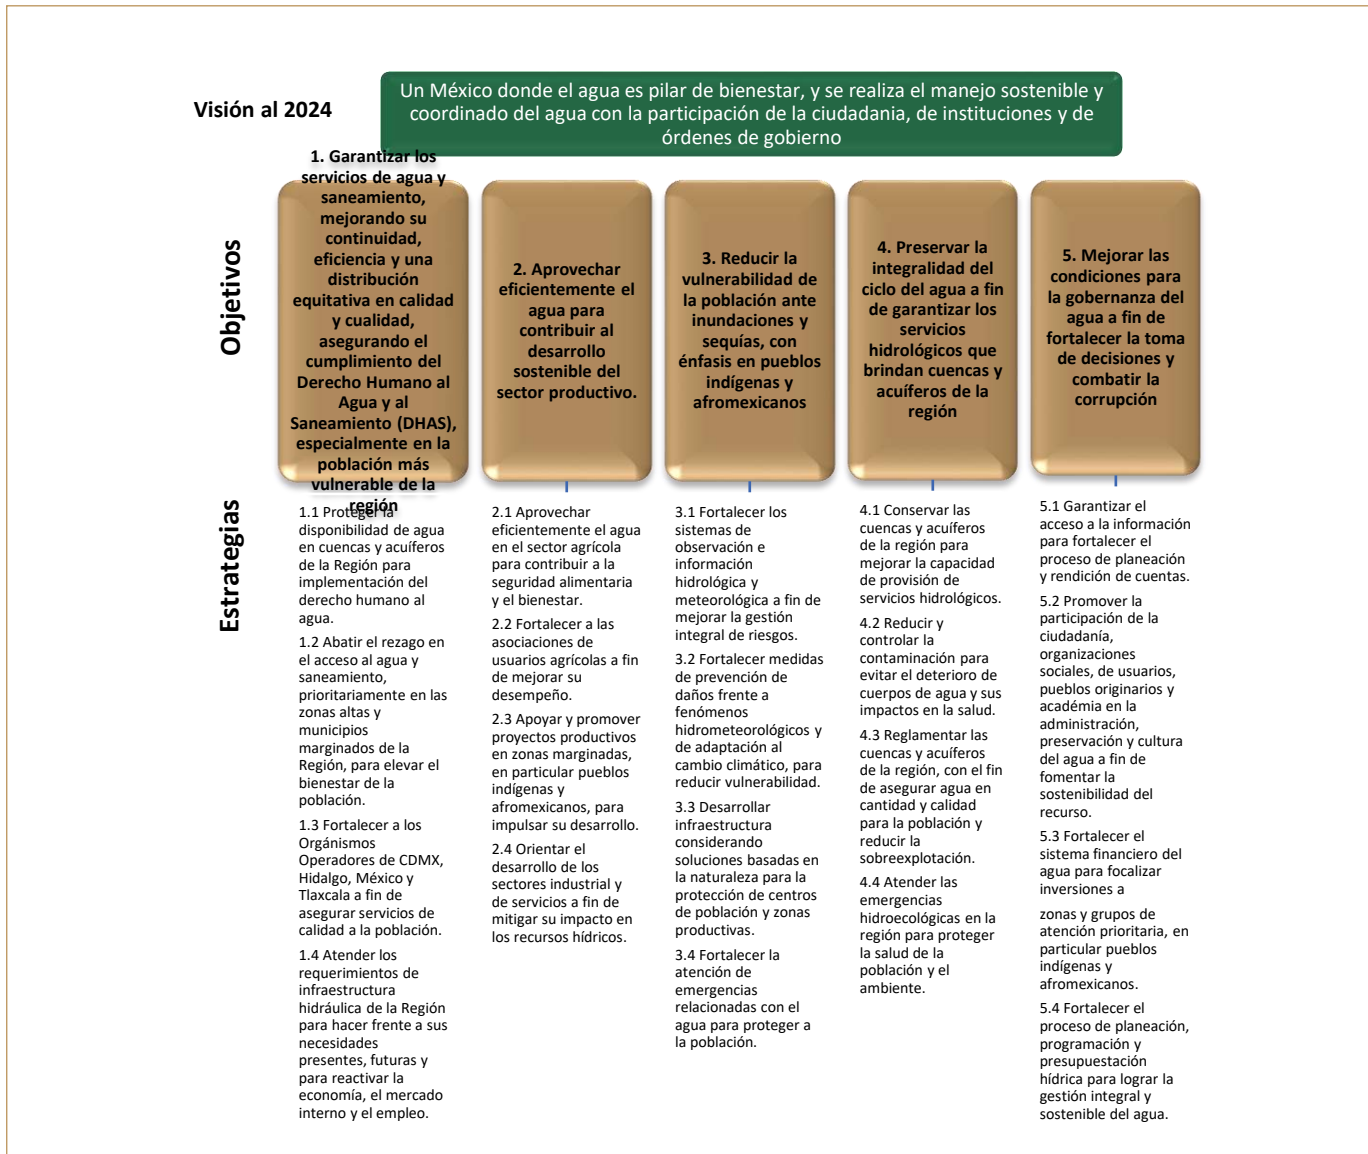 Visión al 2024
Un México donde el agua es pilar de bienestar, y se realiza el manejo sostenible y
coordinado del agua con la participación de la ciudadania, de instituciones y de
órdenes de gobierno
Objetivos
1. Garantizar los
servicios de agua y
saneamiento,
mejorando su
continuidad,
eficiencia y una
distribución
equitativa en calidad
y cualidad,
asegurando el
cumplimiento del
Derecho Humano al
Agua y al
Saneamiento (DHAS),
especialmente en la
población más
vulnerable de la
región
2. Aprovechar
eficientemente el
agua para
contribuir al
desarrollo
sostenible del
sector productivo.
3. Reducir la
vulnerabilidad de
la población ante
inundaciones y
sequías, con
énfasis en pueblos
indígenas y
afromexicanos
4. Preservar la
integralidad del
ciclo del agua a fin
de garantizar los
servicios
hidrológicos que
brindan cuencas y
acuíferos de la
región
5. Mejorar las
condiciones para
la gobernanza del
agua a fin de
fortalecer la toma
de decisiones y
combatir la
corrupción
Estrategias
1.1 Proteger la
disponibilidad de agua
en cuencas y acuíferos
de la Región para
implementación del
derecho humano al
agua.
1.2 Abatir el rezago en
el acceso al agua y
saneamiento,
prioritariamente en las
zonas altas y
municipios
marginados de la
Región, para elevar el
bienestar de la
población.
1.3 Fortalecer a los
Orgánismos
Operadores de CDMX,
Hidalgo, México y
Tlaxcala a fin de
asegurar servicios de
calidad a la población.
1.4 Atender los
requerimientos de
infraestructura
hidráulica de la Región
para hacer frente a sus
necesidades
presentes, futuras y
para reactivar la
economía, el mercado
interno y el empleo.
2.1 Aprovechar
eficientemente el agua
en el sector agrícola
para contribuir a la
seguridad alimentaria
y el bienestar.
2.2 Fortalecer a las
asociaciones de
usuarios agrícolas a fin
de mejorar su
desempeño.
2.3 Apoyar y promover
proyectos productivos
en zonas marginadas,
en particular pueblos
indígenas y
afromexicanos, para
impulsar su desarrollo.
2.4 Orientar el
desarrollo de los
sectores industrial y
de servicios a fin de
mitigar su impacto en
los recursos hídricos.
3.1 Fortalecer los
sistemas de
observación e
información
hidrológica y
meteorológica a fin de
mejorar la gestión
integral de riesgos.
3.2 Fortalecer medidas
de prevención de
daños frente a
fenómenos
hidrometeorológicos y
de adaptación al
cambio climático, para
reducir vulnerabilidad.
3.3 Desarrollar
infraestructura
considerando
soluciones basadas en
la naturaleza para la
protección de centros
de población y zonas
productivas.
3.4 Fortalecer la
atención de
emergencias
relacionadas con el
agua para proteger a
la población.
4.1 Conservar las
cuencas y acuíferos
de la región para
mejorar la capacidad
de provisión de
servicios hidrológicos.
4.2 Reducir y
controlar la
contaminación para
evitar el deterioro de
cuerpos de agua y sus
impactos en la salud.
4.3 Reglamentar las
cuencas y acuíferos
de la región, con el fin
de asegurar agua en
cantidad y calidad
para la población y
reducir la
sobreexplotación.
4.4 Atender las
emergencias
hidroecológicas en la
región para proteger
la salud de la
población y el
ambiente.
5.1 Garantizar el
acceso a la información
para fortalecer el
proceso de planeación
y rendición de cuentas.
5.2 Promover la
participación de la
ciudadanía,
organizaciones
sociales, de usuarios,
pueblos originarios y
académia en la
administración,
preservación y cultura
del agua a fin de
fomentar la
sostenibilidad del
recurso.
5.3 Fortalecer el
sistema financiero del
agua para focalizar
inversiones a
zonas y grupos de
atención prioritaria, en
particular pueblos
indígenas y
afromexicanos.
5.4 Fortalecer el
proceso de planeación,
programación y
presupuestación
hídrica para lograr la
gestión integral y
sostenible del agua.